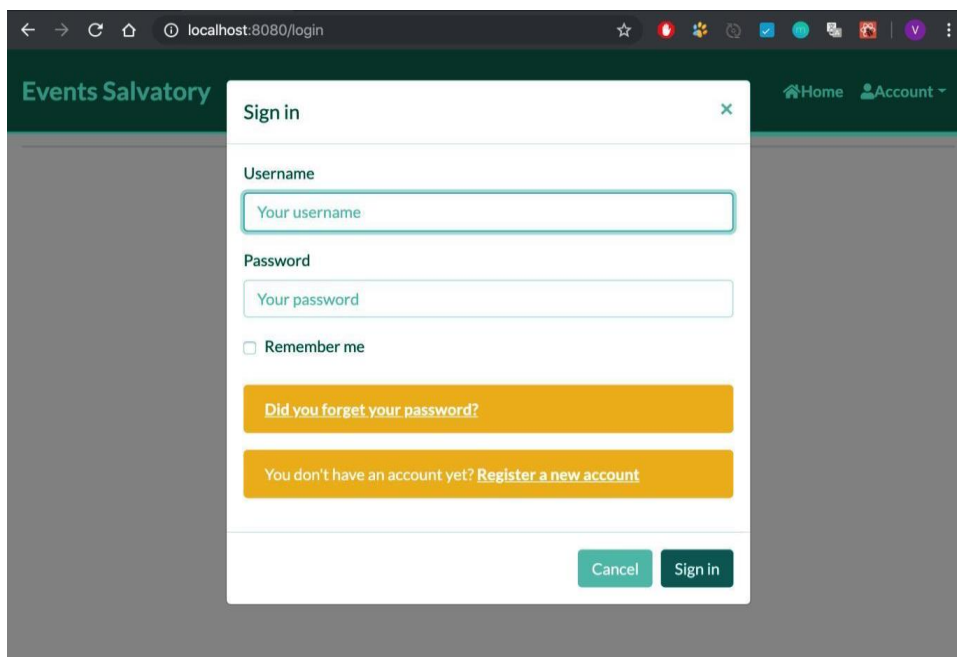 localhost:8080/login
V
Events Salvatory
Home
Account
Sign in
×
Username
Your username
Password
Your password
Remember me
Did you forget your password?
You don't have an account yet? Register a new account
Cancel
Sign in